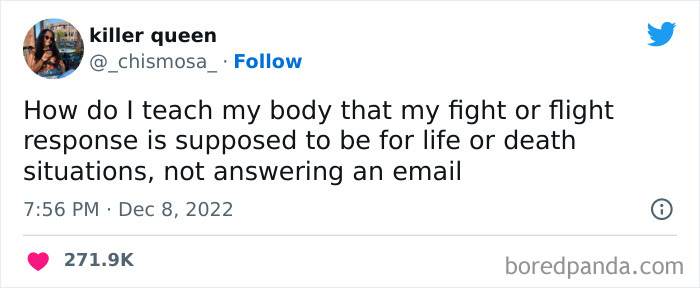 killer queen
@_chismosa_ · Follow
How do I teach my body that my fight or flight
response is supposed to be for life or death
situations, not answering an email
7:56 PM · Dec 8, 2022
271.9K
boredpanda.com